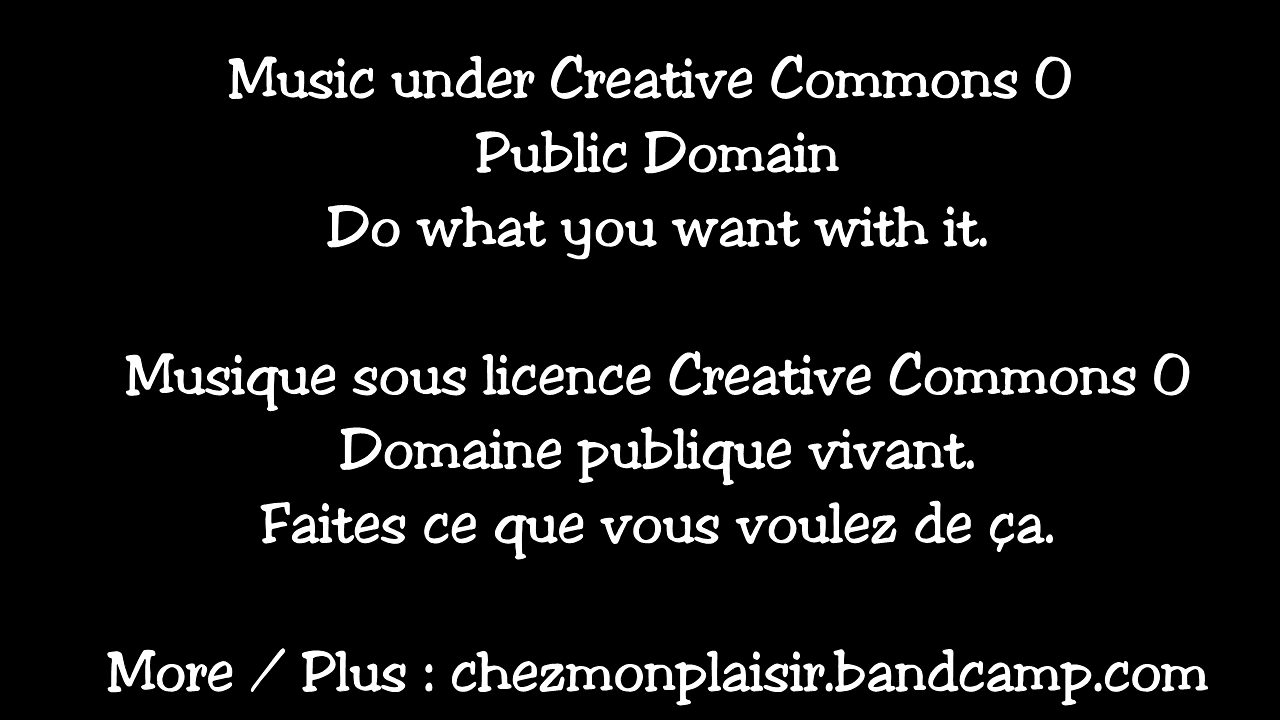 Music under Creative Commons 0
Public Domain
Do what you want with it.
Musique sous licence Creative Commons 0
Domaine publique vivant.
Faites ce que vous voulez de ça.
More / Plus : chezmonplaisir.bandcamp.com